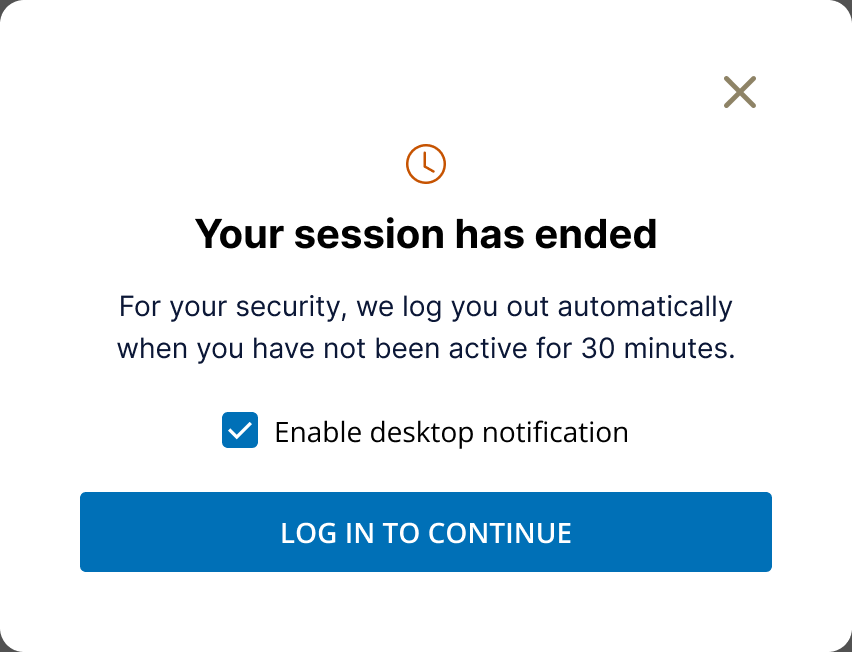 Your session has ended
For your security, we log you out automatically
when you have not been active for 30 minutes.
Enable desktop notification
LOG IN TO CONTINUE